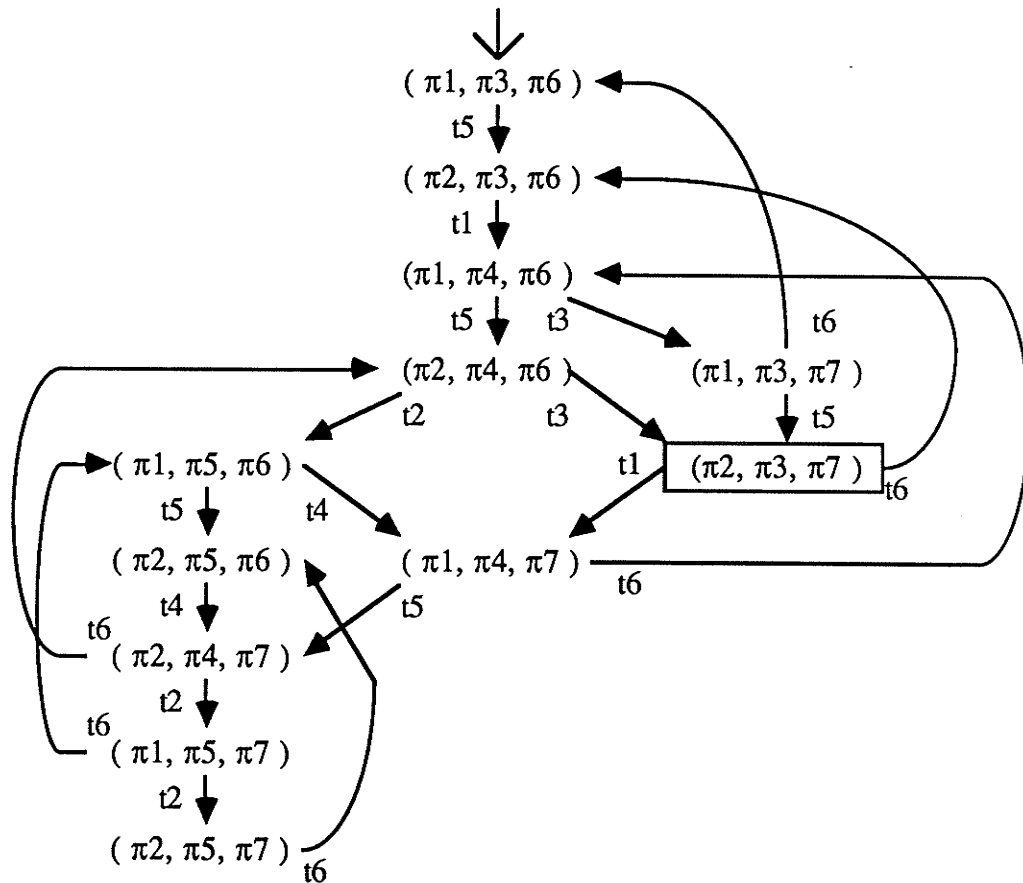 ( π1, π3, π6 )
t5
( π2, π3, π6 )
t1
(π1, π4, π6 )
t5 t3 t6
(π2, π4, π6 ) (π1, π3, π7 )
t2 t3 t5
( π1, π5, π6 ) t1 (π2, π3, π7 ) t6
t5 t4
( π2, π5, π6 ) (π1, π4, π7 ) t6
t4 t5
t6 ( π2, π4, π7 )
t2
t6 ( π1, π5, π7 )
t2
( π2, π5, π7 ) t6